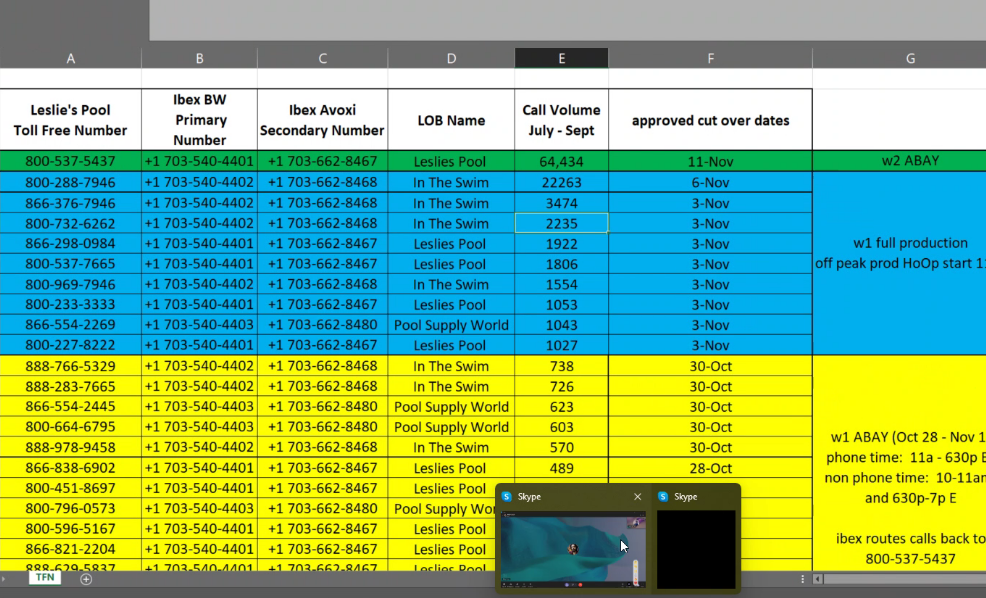 A B C D E F G
Leslie's Pool
Toll Free Number
Ibex BW
Primary
Number
Ibex Avoxi
Secondary Number
LOB Name
Call Volume
July - Sept
approved cut over dates
800-537-5437 +1 703-540-4401 +1 703-662-8467 Leslies Pool 64,434 11-Nov w2 ABAY
800-288-7946 +1 703-540-4402 +1 703-662-8468 In The Swim 22263 6-Nov
866-376-7946 +1 703-540-4402 +1 703-662-8468 In The Swim 3474 3-Nov
800-732-6262 +1 703-540-4402 +1 703-662-8468 In The Swim 2235 3-Nov
866-298-0984 +1 703-540-4401 +1 703-662-8467 Leslies Pool 1922 3-Nov
800-537-7665 +1 703-540-4401 +1 703-662-8467 Leslies Pool 1806 3-Nov
800-969-7946 +1 703-540-4402 +1 703-662-8468 In The Swim 1554 3-Nov
800-233-3333 +1 703-540-4401 +1 703-662-8467 Leslies Pool 1053 3-Nov
866-554-2269 +1 703-540-4403 +1 703-662-8480 Pool Supply World 1043 3-Nov
800-227-8222 +1 703-540-4401 +1 703-662-8467 Leslies Pool 1027 3-Nov
w1 full production
off peak prod HoOp start 11
888-766-5329 +1 703-540-4402 +1 703-662-8468 In The Swim 738 30-Oct
888-283-7665 +1 703-540-4402 +1 703-662-8468 In The Swim 726 30-Oct
866-554-2445 +1 703-540-4403 +1 703-662-8480 Pool Supply World 623 30-Oct
800-664-6795 +1 703-540-4403 +1 703-662-8480 Pool Supply World 603 30-Oct
888-978-9458 +1 703-540-4402 +1 703-662-8468 In The Swim 570 30-Oct
866-838-6902 +1 703-540-4401 +1 703-662-8467 Leslies Pool 489 28-Oct
800-451-8697 +1 703-540-4401 +1 703-662-8467 Leslies Pool
800-796-0573 +1 703-540-4403 +1 703-662-8480 Pool Supply Wor
800-596-5167 +1 703-540-4401 +1 703-662-8467 Leslies Pool
866-821-2204 +1 703-540-4401 +1 703-662-8467 Leslies Pool
888-629-5837 +1 703-540-4401 +1 703-662-8467 Leslies Pool
w1 ABAY (Oct 28 - Nov 1
phone time: 11a - 630p E
non phone time: 10-11am
and 630p-7p E
ibex routes calls back to
800-537-5437
Skype
Skype
TFN